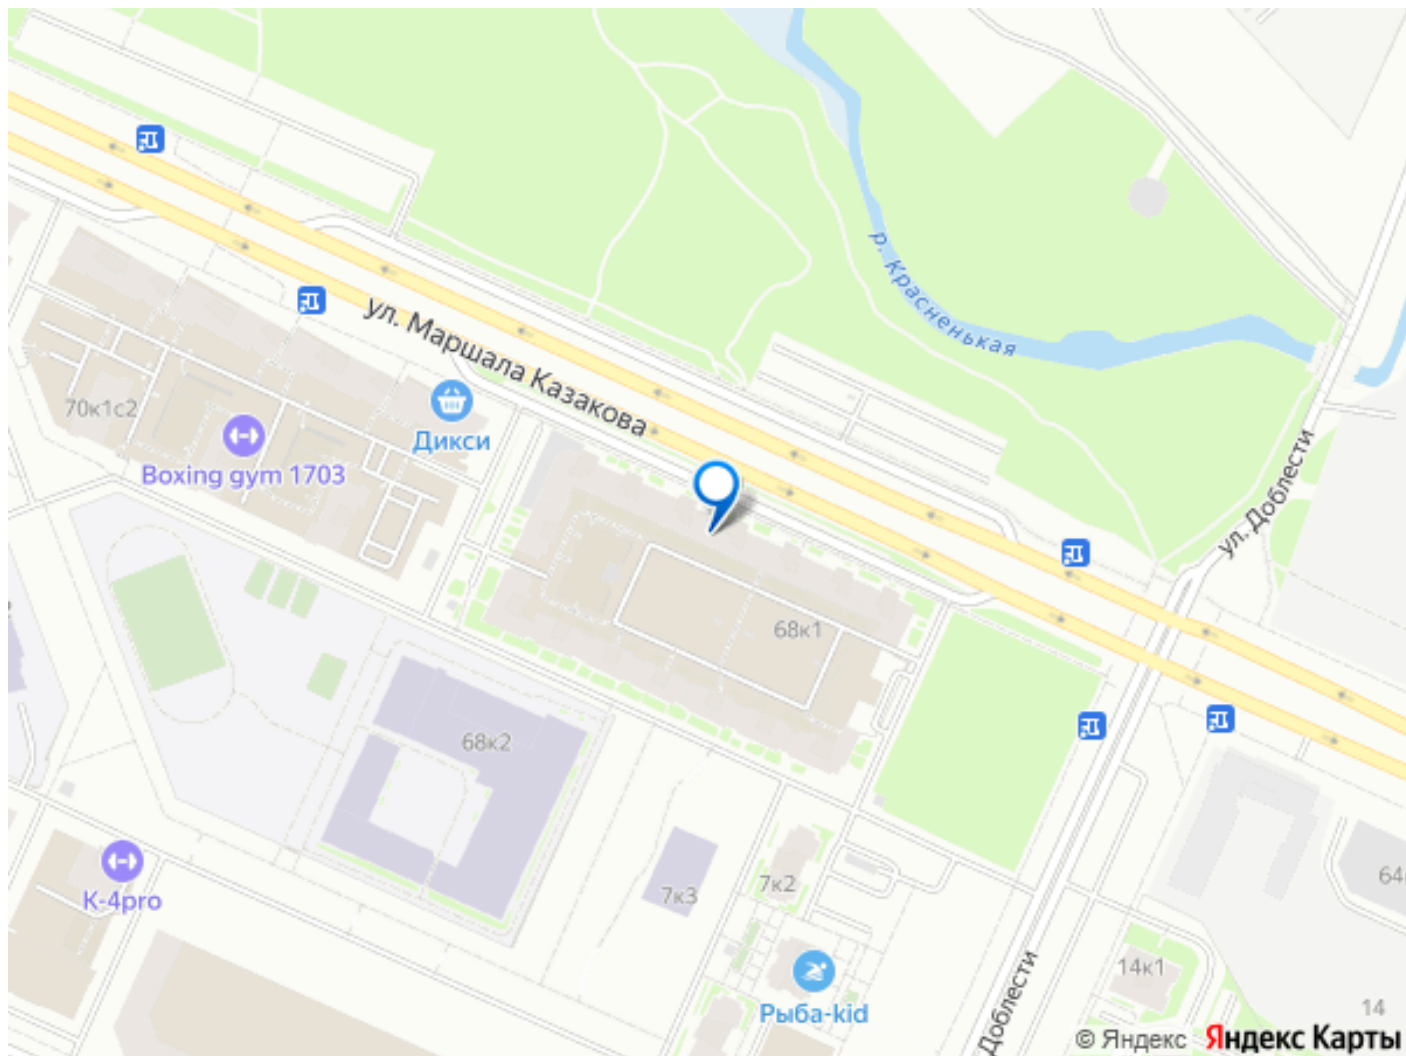 р. Красненькая
ул. Маршала Казакова
70к1с2
Дикси
Boxing gym 1703
ул. Доблести
68к1
68к2
7к3
7к2
K-4pro
Рыба-kid
Доблести
14к1
14
© Яндекс Яндекс Карты